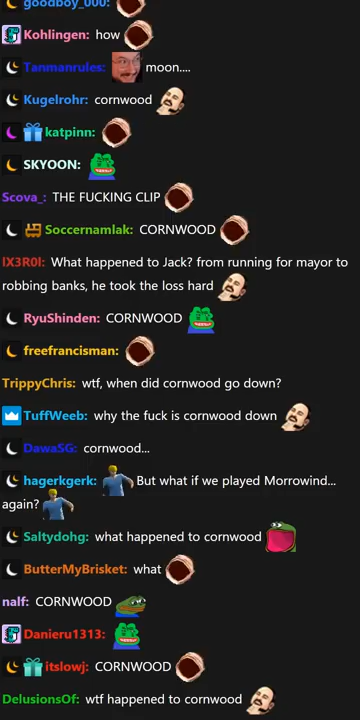 goodboy_000:
Kohlingen: how
Tanmanrules: moon....
Kugelrohr: cornwood
katpinn:
SKYOON:
Scova_: THE FUCKING CLIP
Soccernamlak: CORNWOOD
IX3R0I: What happened to Jack? from running for mayor to
robbing banks, he took the loss hard
RyuShinden: CORNWOOD
freefrancisman:
TrippyChris: wtf, when did cornwood go down?
TuffWeeb: why the fuck is cornwood down
DawaSG: cornwood...
hagerkgerk: But what if we played Morrowind...
again?
Saltydohg: what happened to cornwood
ButterMyBrisket: what
nalf: CORNWOOD
Danieru1313:
itslowj: CORNWOOD
DelusionsOf: wtf happened to cornwood